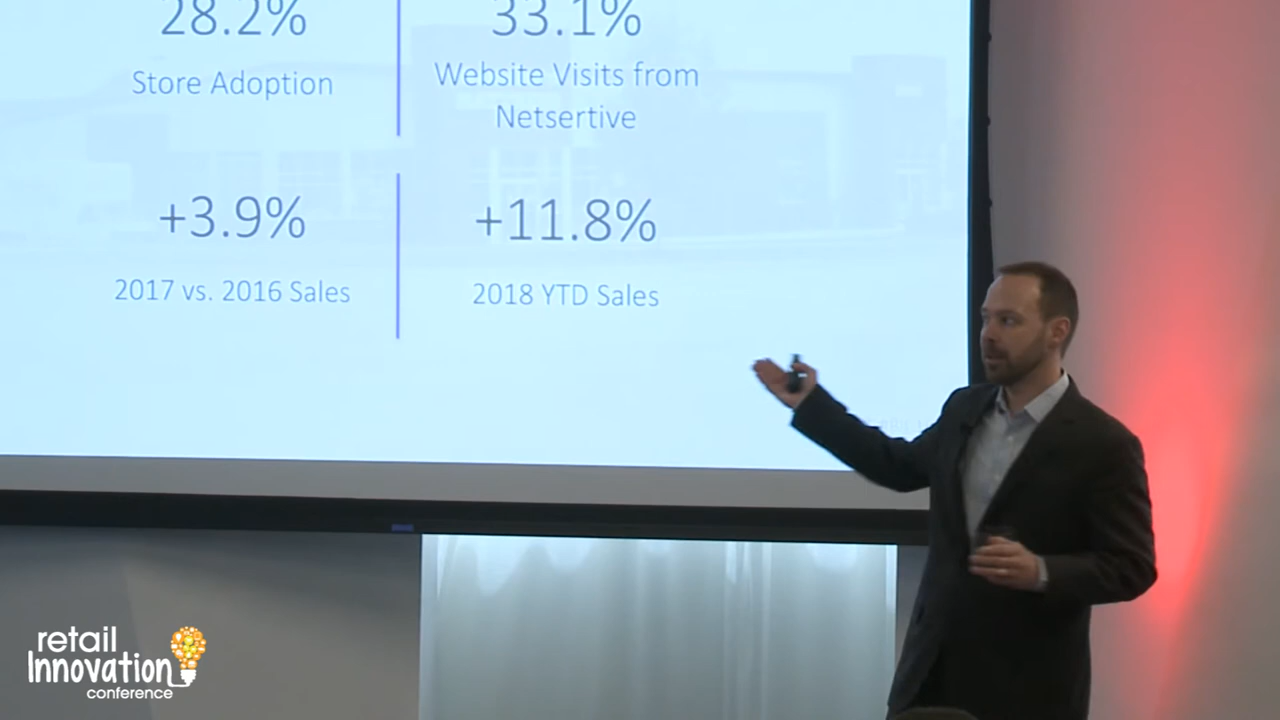 28.2%
33.1%
Store Adoption
Website Visits from
Netsertive
+3.9%
+11.8%
2017 vs. 2016 Sales
2018 YTD Sales
retail
Innovation
conference